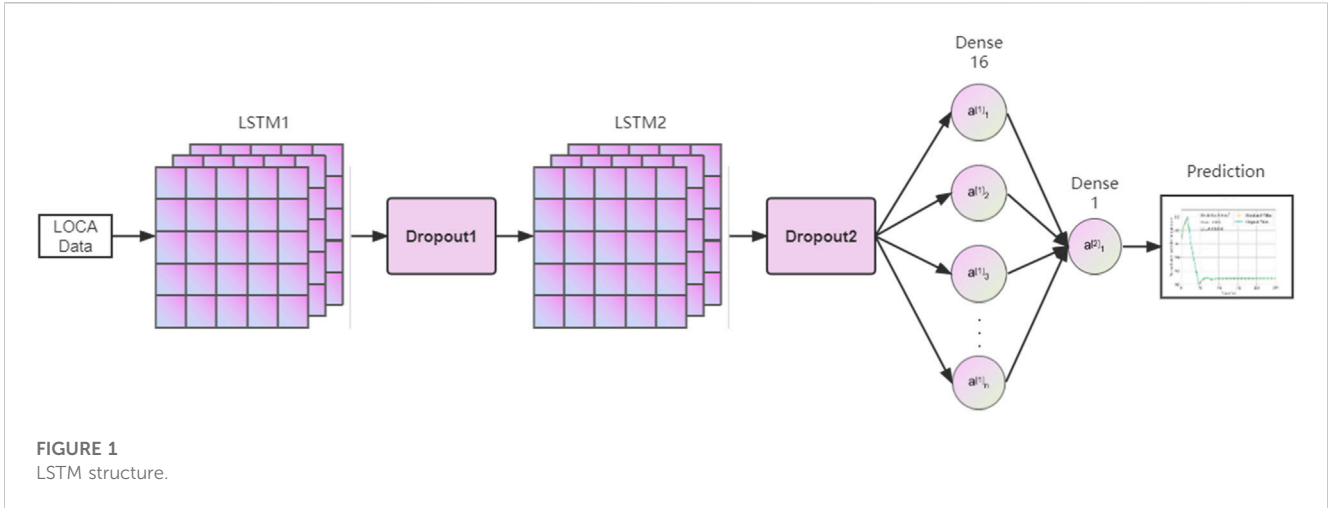 Dense
16
LSTM1
LSTM2
a[1]1
a[1]2
Dense
1
Prediction
LOCA
Data
Dropout1
Dropout2
a[2]1
a[1]3
a[1]n
FIGURE 1
LSTM structure.